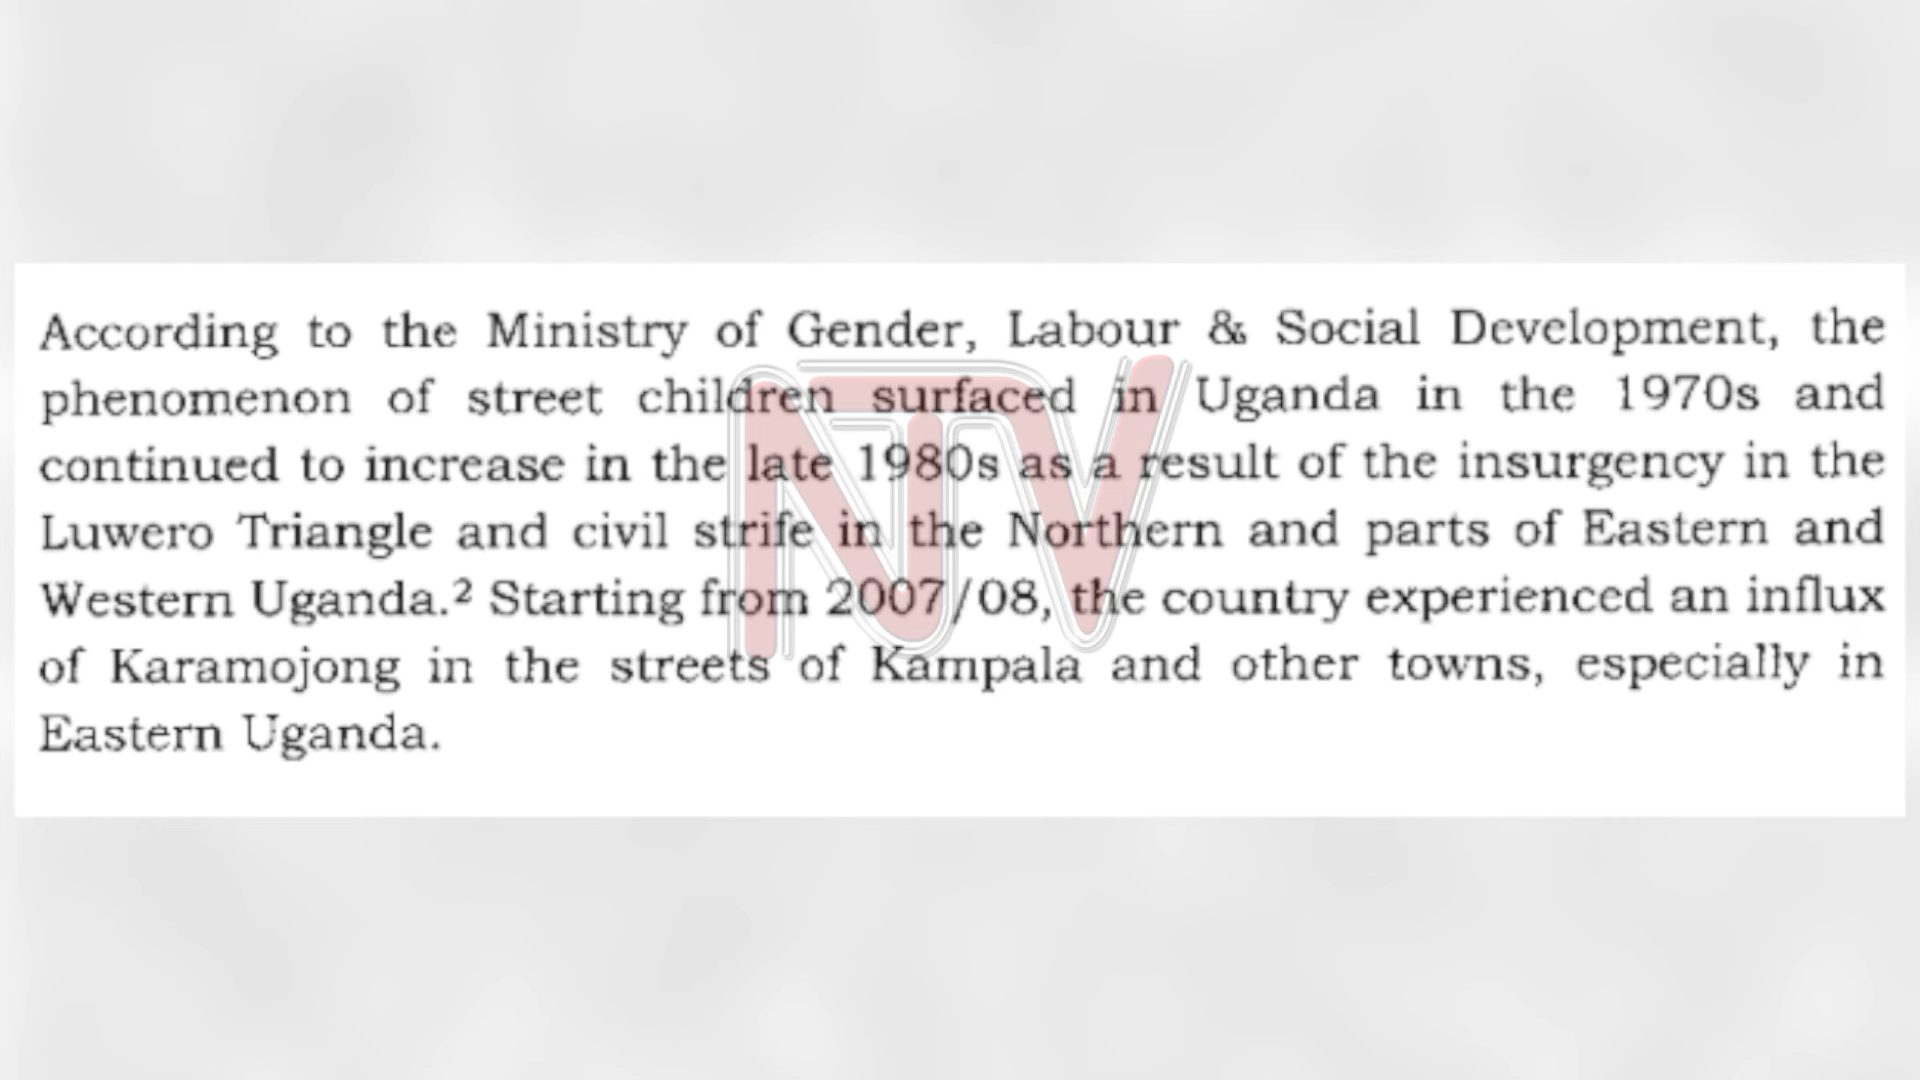 According to the Ministry of Gender, Labour & Social Development, the
phenomenon of street children surfaced in Uganda in the 1970s and
continued to increase in the late 1980s as a result of the insurgency in the
Luwero Triangle and civil strife in the Northern and parts of Eastern and
Western Uganda.² Starting from 2007/08, the country experienced an influx
of Karamojong in the streets of Kampala and other towns, especially in
Eastern Uganda.
NTV